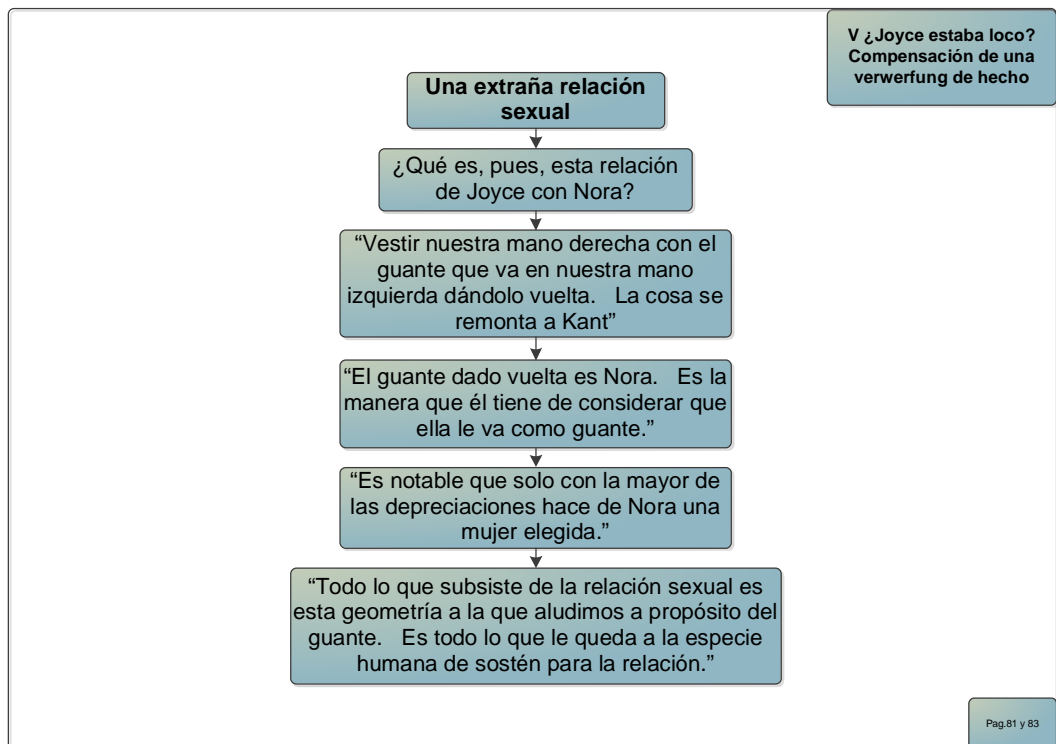 V ¿Joyce estaba loco?
Compensación de una
verwerfung de hecho
Una extraña relación
sexual
¿Qué es, pues, esta relación
de Joyce con Nora?
“Vestir nuestra mano derecha con el
guante que va en nuestra mano
izquierda dándolo vuelta.   La cosa se
remonta a Kant”
“El guante dado vuelta es Nora.   Es la
manera que él tiene de considerar que
ella le va como guante.”
“Es notable que solo con la mayor de
las depreciaciones hace de Nora una
mujer elegida.”
“Todo lo que subsiste de la relación sexual es
esta geometría a la que aludimos a propósito del
guante.   Es todo lo que le queda a la especie
humana de sostén para la relación.”
Pag.81 y 83